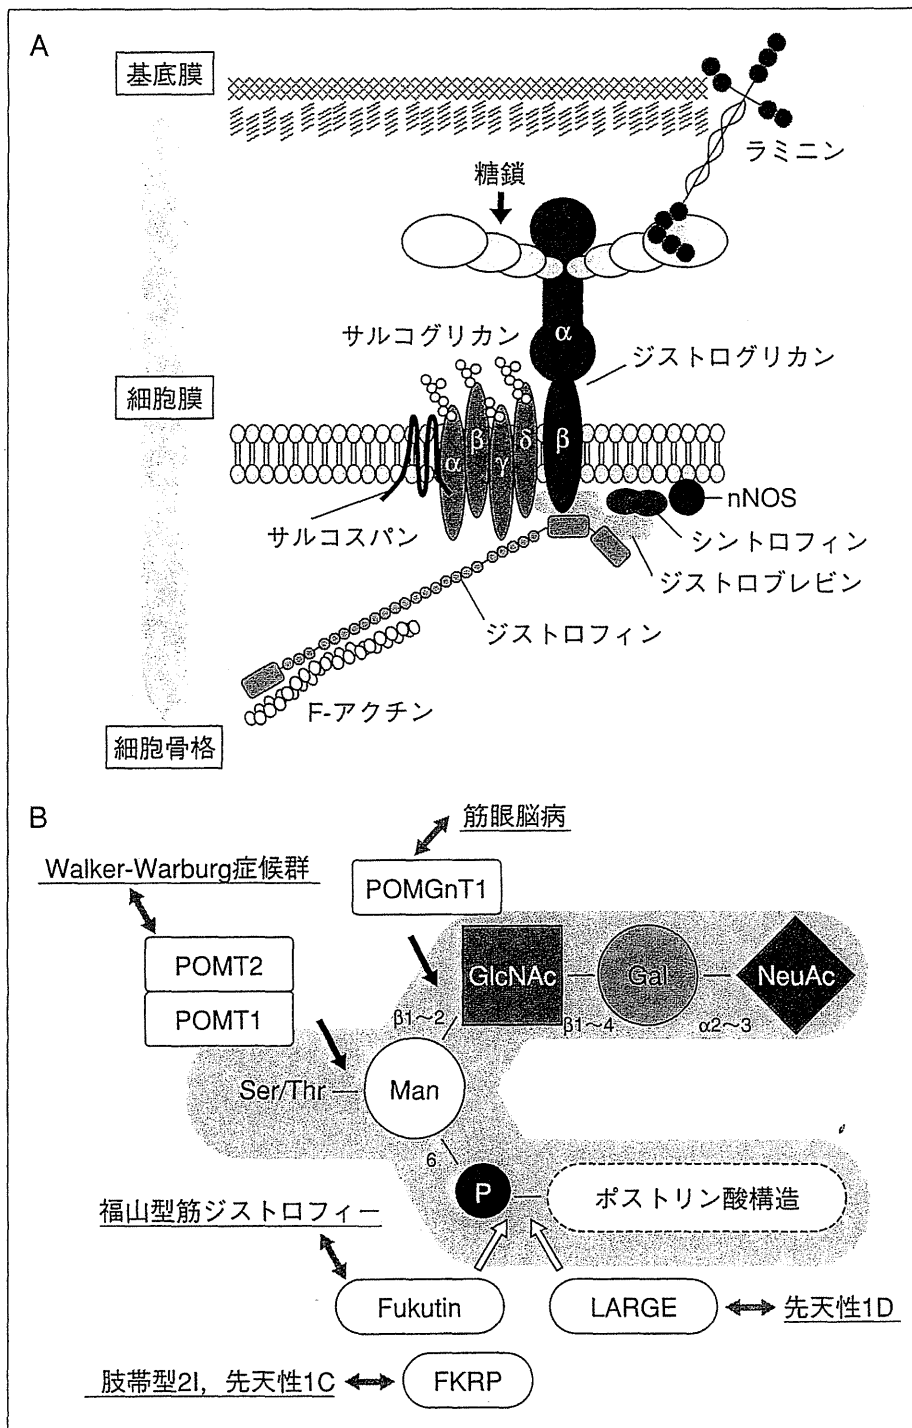 A
基底膜
ラミニン
糖鎖
α
サルコグリカン
ジストログリカン
細胞膜
α
β
γ
δ
β
nNOS
サルコスパン
シントロフィン
ジストロブレビン
ジストロフィン
F-アクチン
細胞骨格
B
筋眼脳病
Walker-Warburg症候群
POMGnT1
POMT2
POMT1
GlcNAc
Gal
NeuAc
β1～2
β1～4
α2～3
Ser/Thr
Man
6
P
ポストリン酸構造
福山型筋ジストロフィー
Fukutin
LARGE
先天性1D
肢帯型2I，先天性1C
FKRP